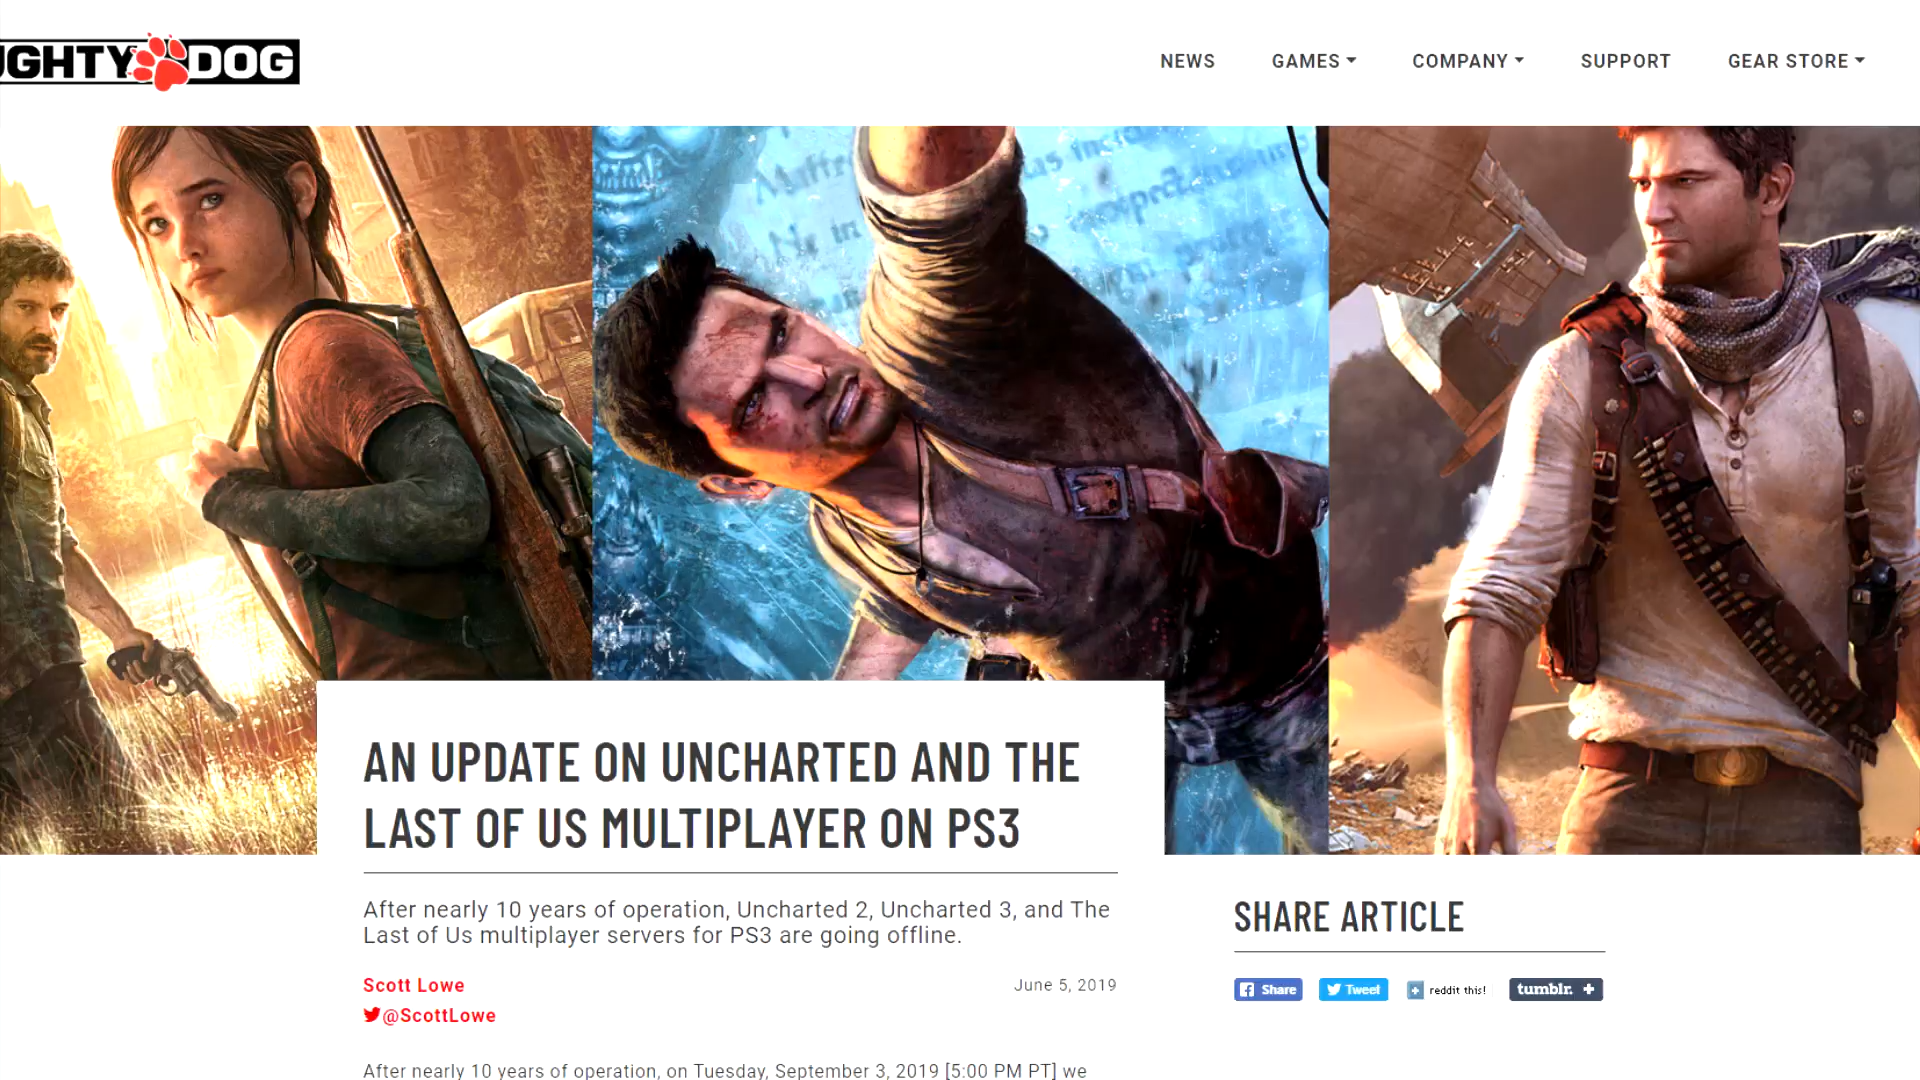 UGHTY DOG
NEWS
GAMES
COMPANY
SUPPORT
GEAR STORE
AN UPDATE ON UNCHARTED AND THE
LAST OF US MULTIPLAYER ON PS3
After nearly 10 years of operation, Uncharted 2, Uncharted 3, and The
Last of Us multiplayer servers for PS3 are going offline.
Scott Lowe
June 5, 2019
@ScottLowe
After nearly 10 years of operation, on Tuesday, September 3, 2019 [5:00 PM PT] we
SHARE ARTICLE
Share
Tweet
reddit this!
tumblr. +